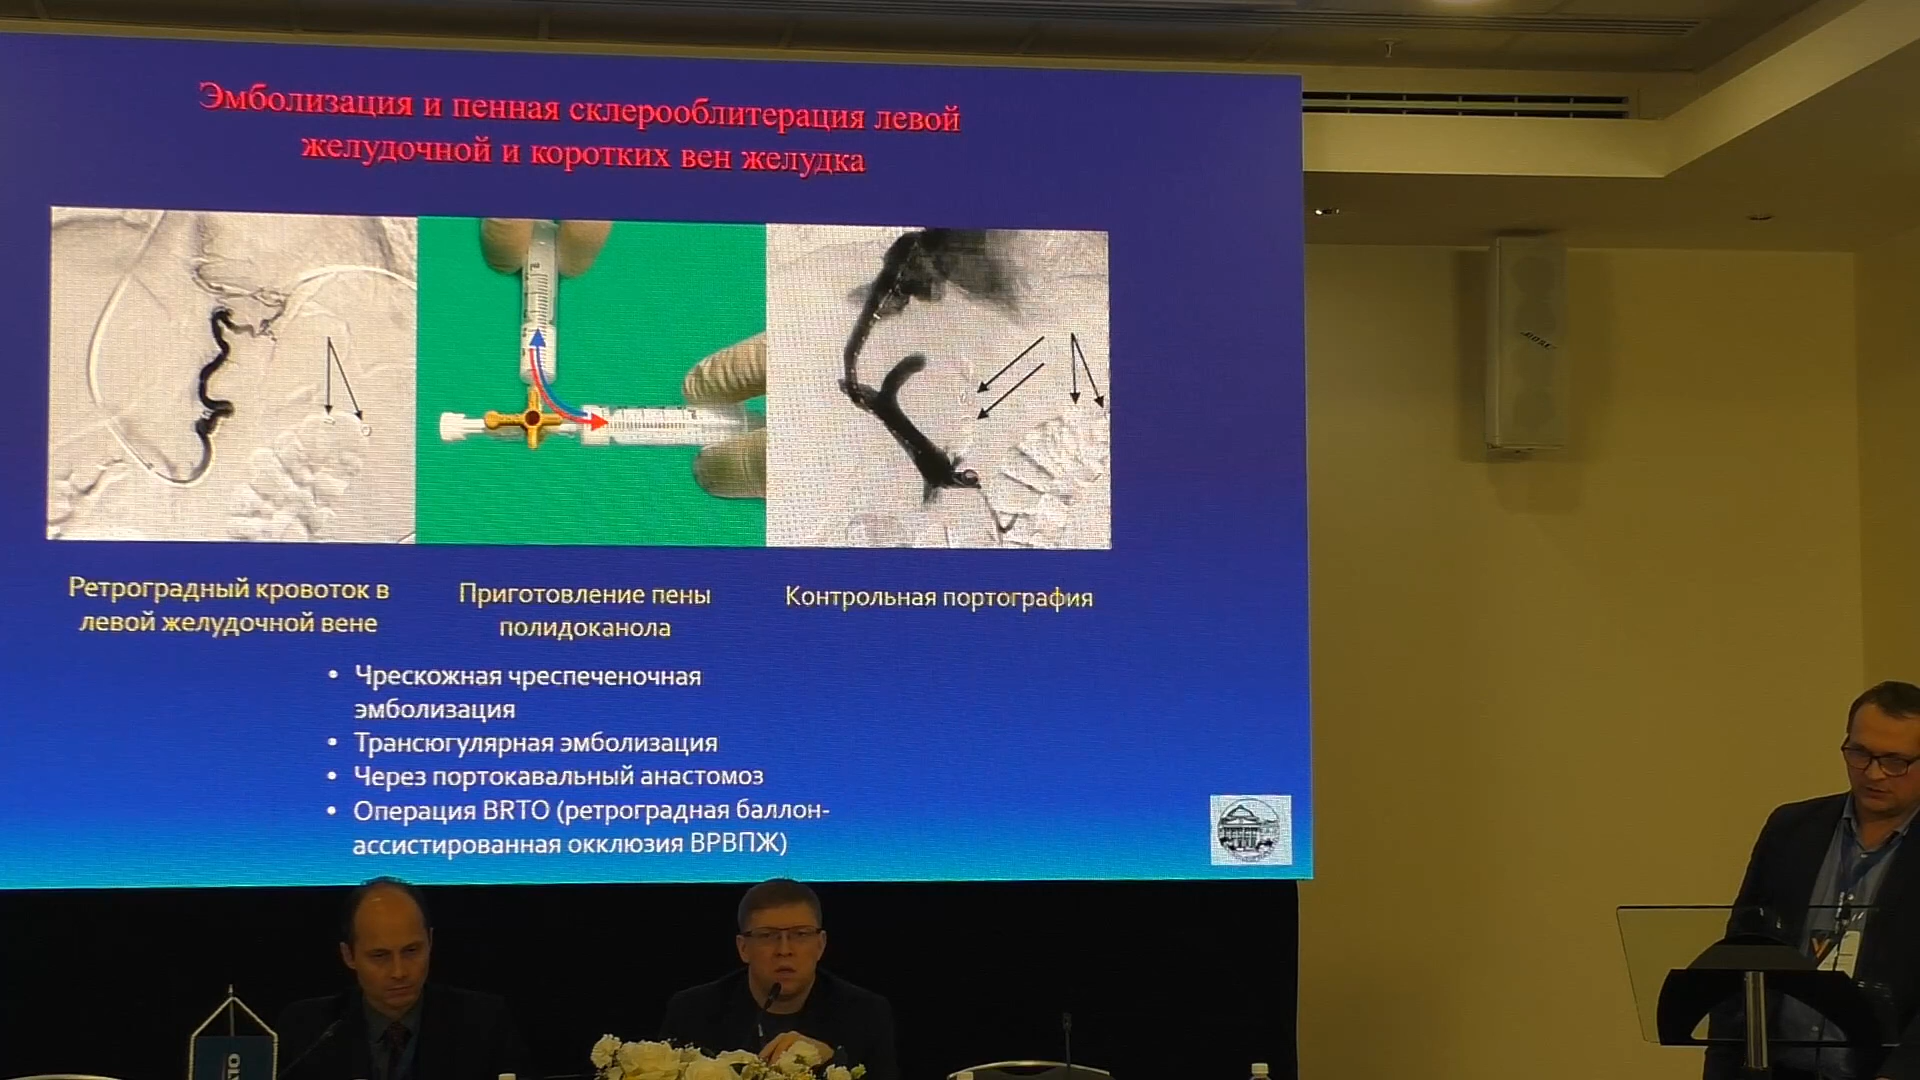 Эмболизация и пенная склерооблитерация левой
желудочной и коротких вен желудка
Ретроградный кровоток в
левой желудочной вене
Приготовление пены
полидоканола
Контрольная портография
• Чрескожная чреспеченочная
эмболизация
• Трансюгулярная эмболизация
• Через портокавальный анастомоз
• Операция BRTO (ретроградная баллон-
ассистированная окклюзия ВРВПЖ)
BOSE